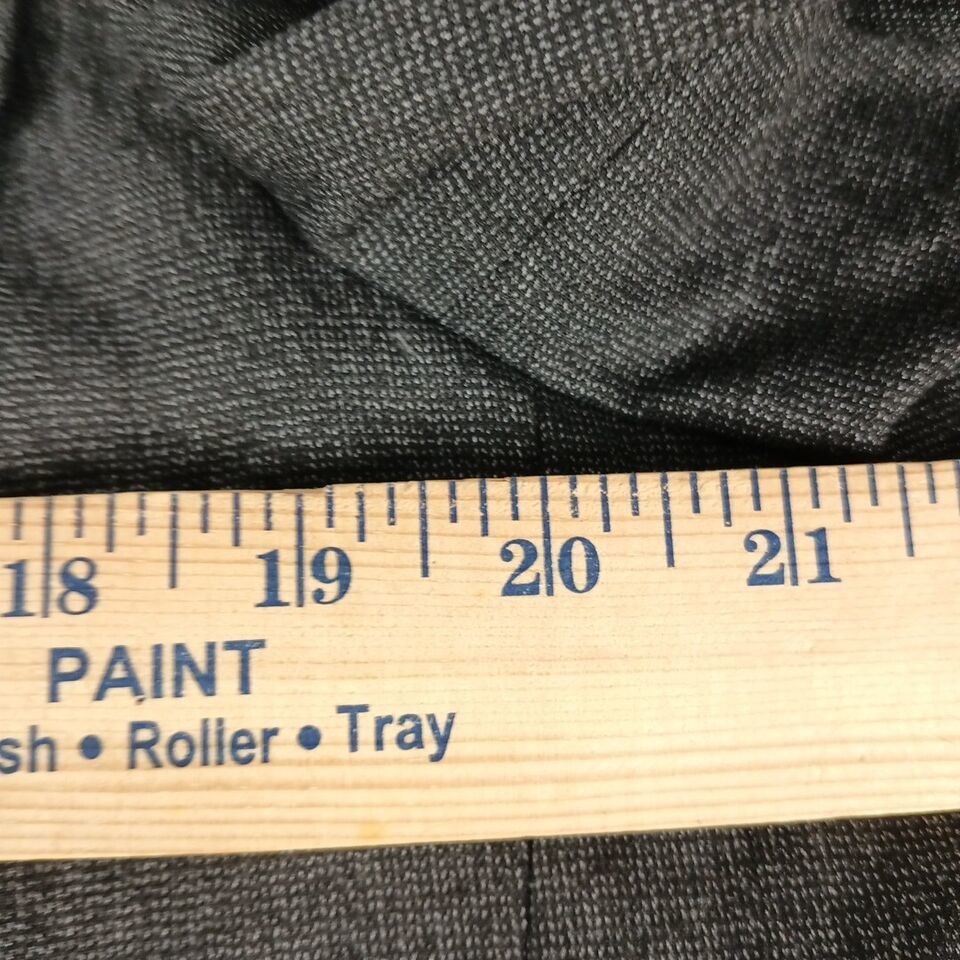 18 19 20 21
PAINT
sh • Roller • Tray